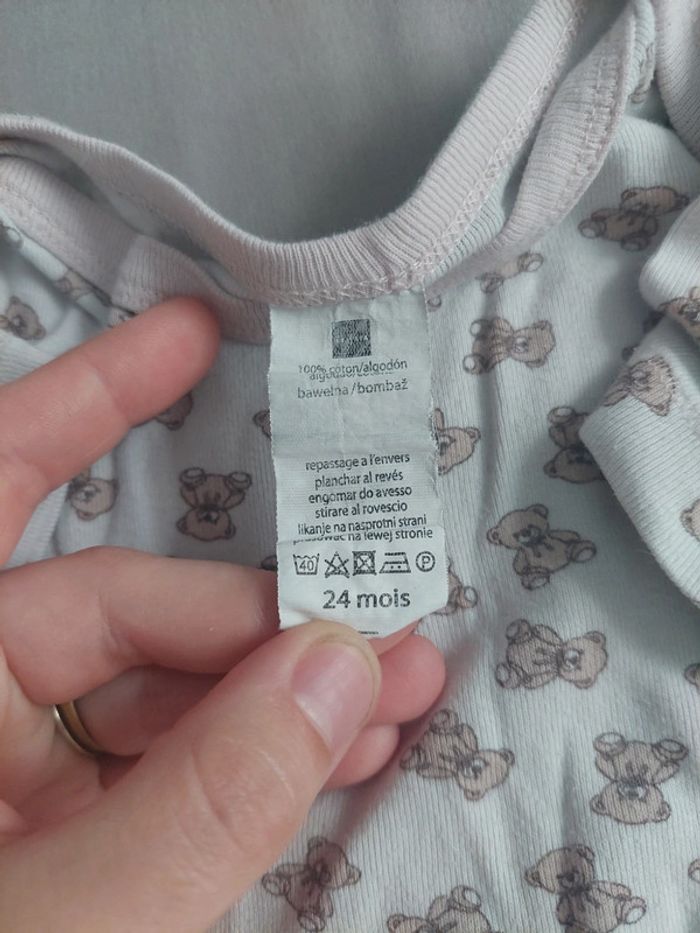 100% coton/algodón
bawełna/bombaž
repassage a l'envers
planchar al revés
engomar do avesso
stirare al rovescio
likanje na nasprotni strani
prasować na lewej stronie
40 P
24 mois